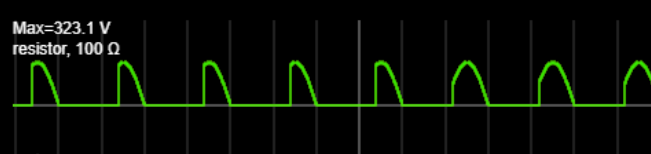 Max=323.1 V
resistor, 100 Ω